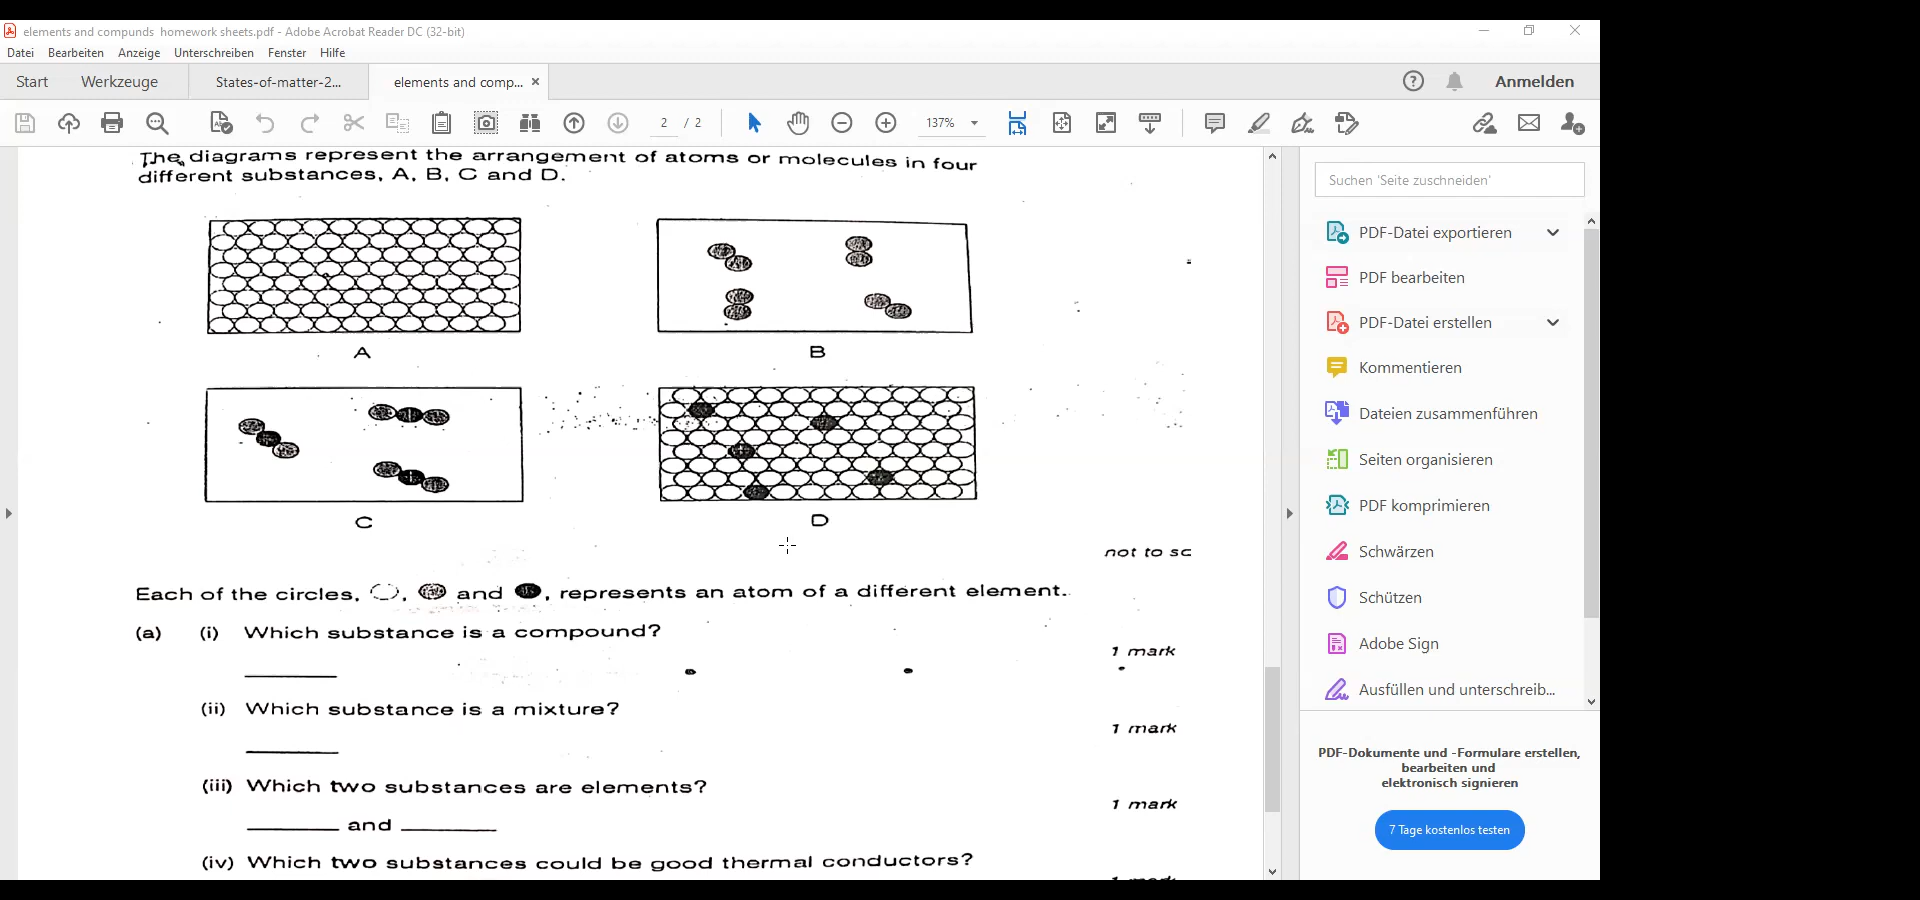 elements and compunds homework sheets.pdf - Adobe Acrobat Reader DC (32-bit)
Datei Bearbeiten Anzeige Unterschreiben Fenster Hilfe
Start Werkzeuge States-of-matter-2... elements and comp... ×
Anmelden
2 / 2 137%
The diagrams represent the arrangement of atoms or molecules in four
different substances, A, B, C and D.
A B
C D
not to sc
Each of the circles, , and , represents an atom of a different element.
(a) (i) Which substance is a compound?
1 mark
(ii) Which substance is a mixture?
1 mark
(iii) Which two substances are elements?
1 mark
and
(iv) Which two substances could be good thermal conductors?
1 mark
Suchen 'Seite zuschneiden'
PDF-Datei exportieren
PDF bearbeiten
PDF-Datei erstellen
Kommentieren
Dateien zusammenführen
Seiten organisieren
PDF komprimieren
Schwärzen
Schützen
Adobe Sign
Ausfüllen und unterschreib...
PDF-Dokumente und -Formulare erstellen,
bearbeiten und
elektronisch signieren
7 Tage kostenlos testen